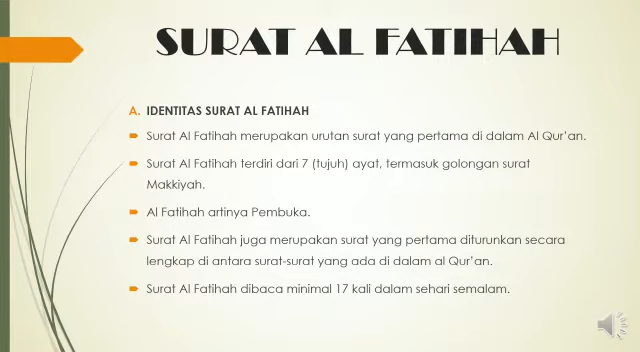 SURAT AL FATIHAH
A. IDENTITAS SURAT AL FATIHAH
Surat Al Fatihah merupakan urutan surat yang pertama di dalam Al Qur'an.
Surat Al Fatihah terdiri dari 7 (tujuh) ayat, termasuk golongan surat
Makkiyah.
Al Fatihah artinya Pembuka.
Surat Al Fatihah juga merupakan surat yang pertama diturunkan secara
lengkap di antara surat-surat yang ada di dalam al Qur'an.
Surat Al Fatihah dibaca minimal 17 kali dalam sehari semalam.